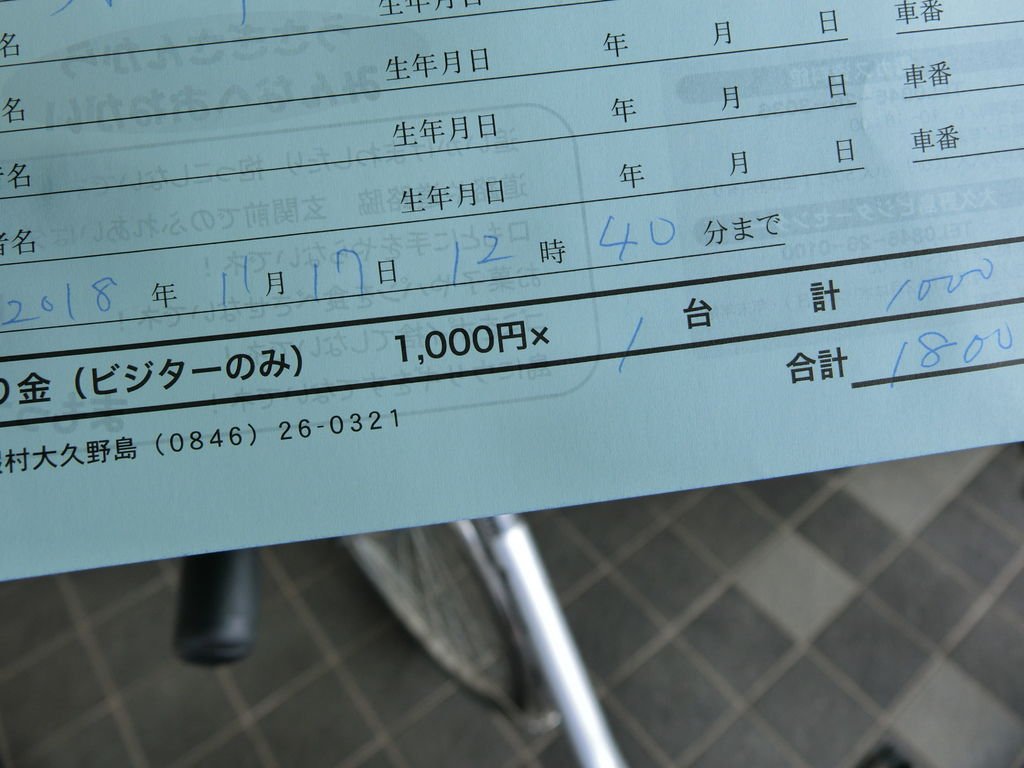 生年月日
名 生年月日 年 月 日 車番
名 生年月日 年 月 日 車番
者名 生年月日 年 月 日 車番
者名
2018 年 11 月 17 日 12 時 40 分まで
り金（ビジターのみ） 1,000円× 1 台 計 1000
合計 1800
村大久野島（0846）26-0321